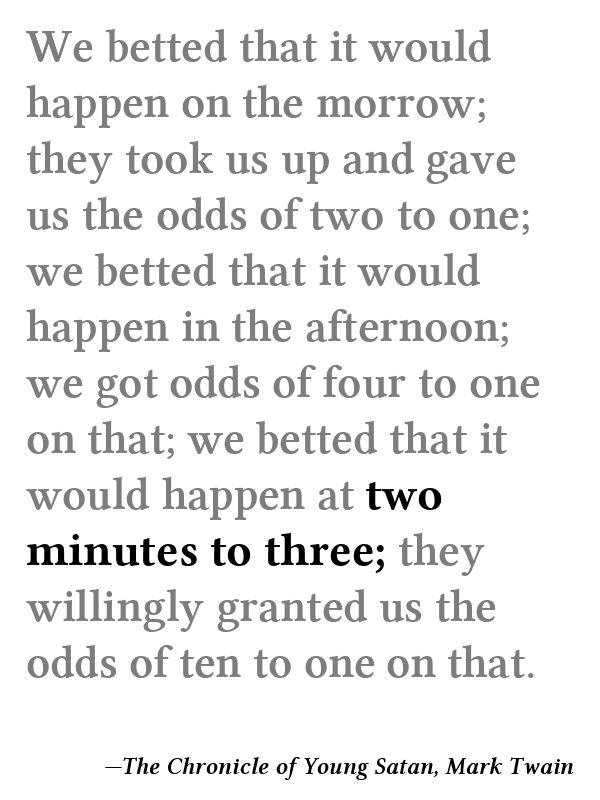 We betted that it would
happen on the morrow;
they took us up and gave
us the odds of two to one;
we betted that it would
happen in the afternoon;
we got odds of four to one
on that; we betted that it
would happen at two
minutes to three; they
willingly granted us the
odds of ten to one on that.
—The Chronicle of Young Satan, Mark Twain